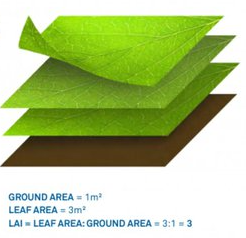 GROUND AREA = 1m²
LEAF AREA = 3m²
LAI = LEAF AREA: GROUND AREA = 3:1 = 3